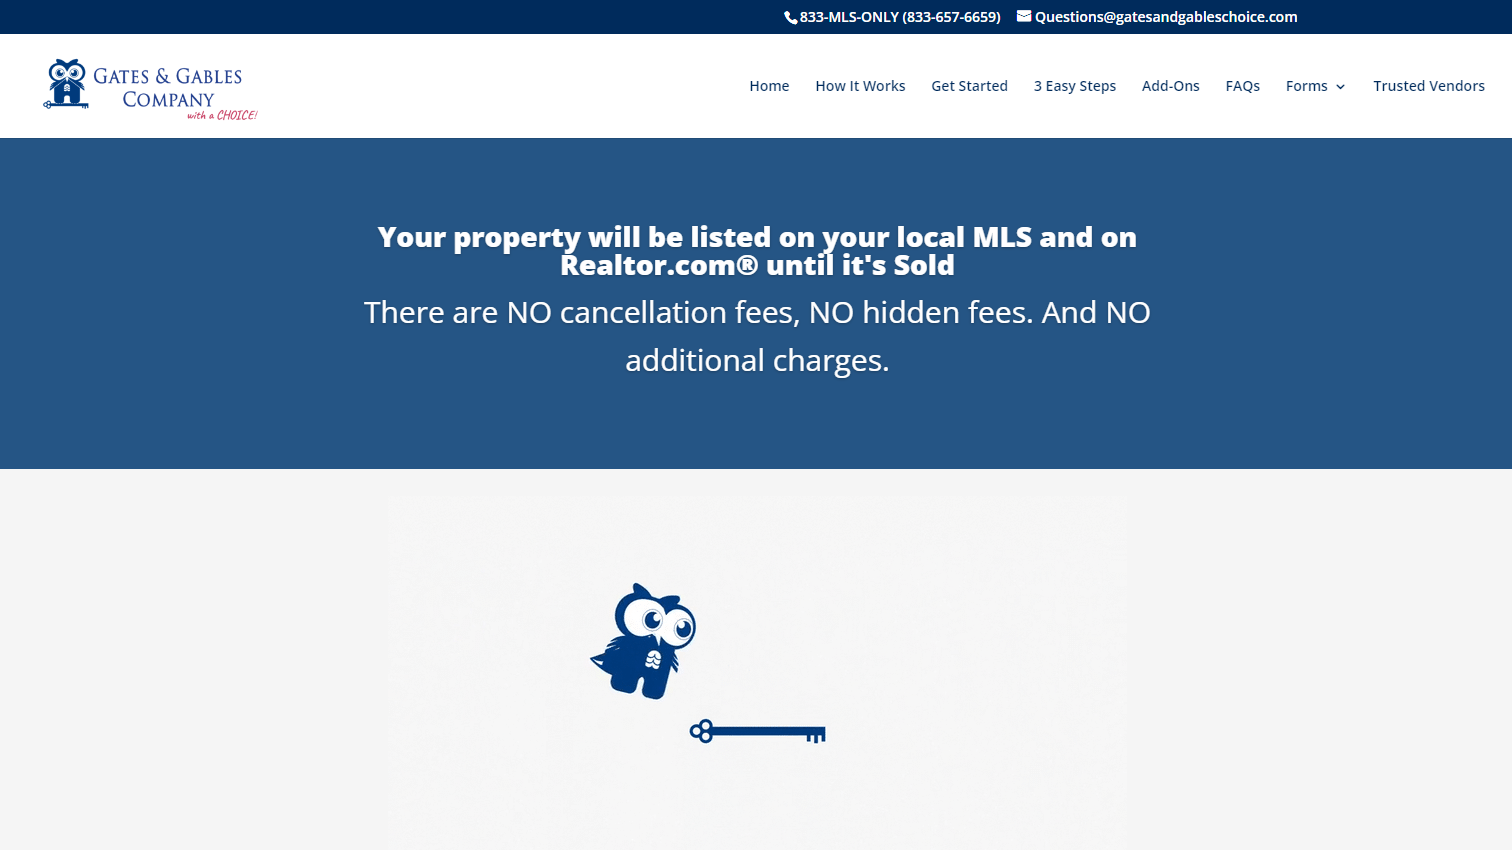 833-MLS-ONLY (833-657-6659)
Questions@gatesandgableschoice.com
GATES & GABLES
COMPANY
with a CHOICE!
Home
How It Works
Get Started
3 Easy Steps
Add-Ons
FAQs
Forms
Trusted Vendors
Your property will be listed on your local MLS and on
Realtor.com® until it's Sold
There are NO cancellation fees, NO hidden fees. And NO
additional charges.